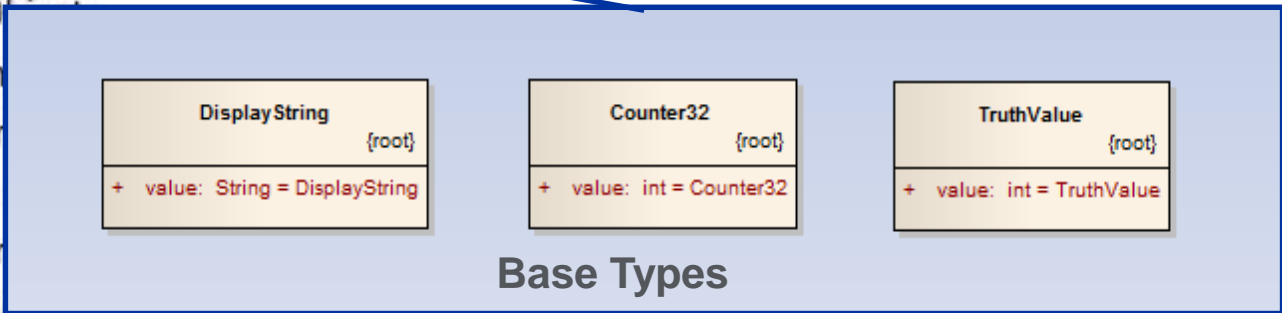 DisplayString
{root}
+ value: String = DisplayString
Counter32
{root}
+ value: int = Counter32
TruthValue
{root}
+ value: int = TruthValue
Base Types